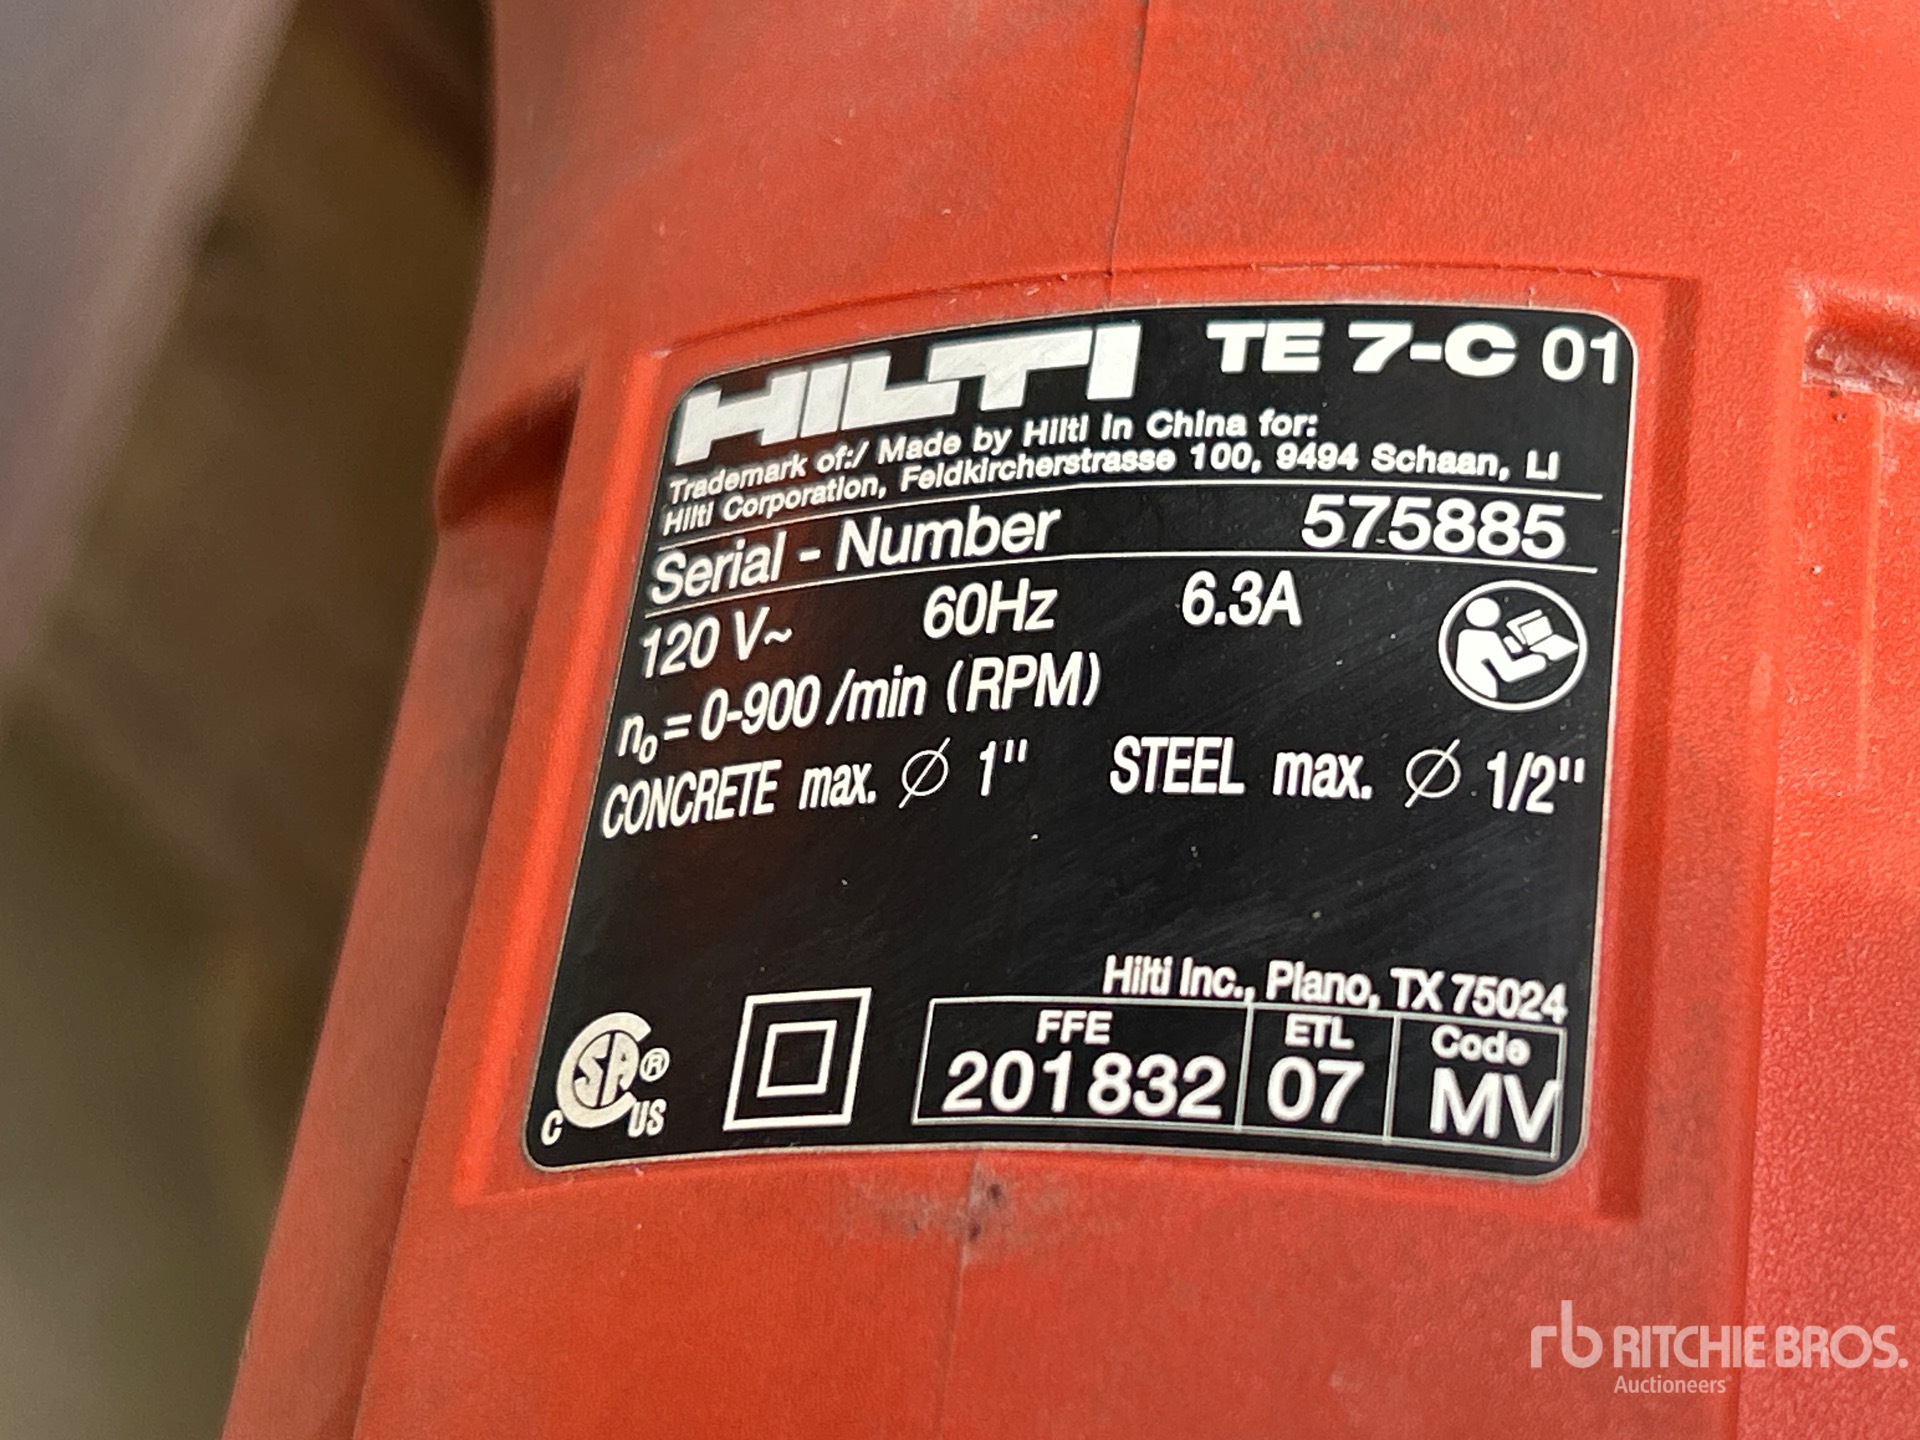 HILTI TE 7-C 01
Trademark of:/ Made by Hilti in China for:
Hilti Corporation, Feldkircherstrasse 100, 9494 Schaan, LI
Serial - Number 575885
120 V~ 60Hz 6.3A
no = 0-900 /min (RPM)
CONCRETE max. ∅ 1" STEEL max. ∅ 1/2"
Hilti Inc., Plano, TX 75024
CSA® C US
FFE ETL Code
201832 07 MV
rb RITCHIE BROS.
Auctioneers